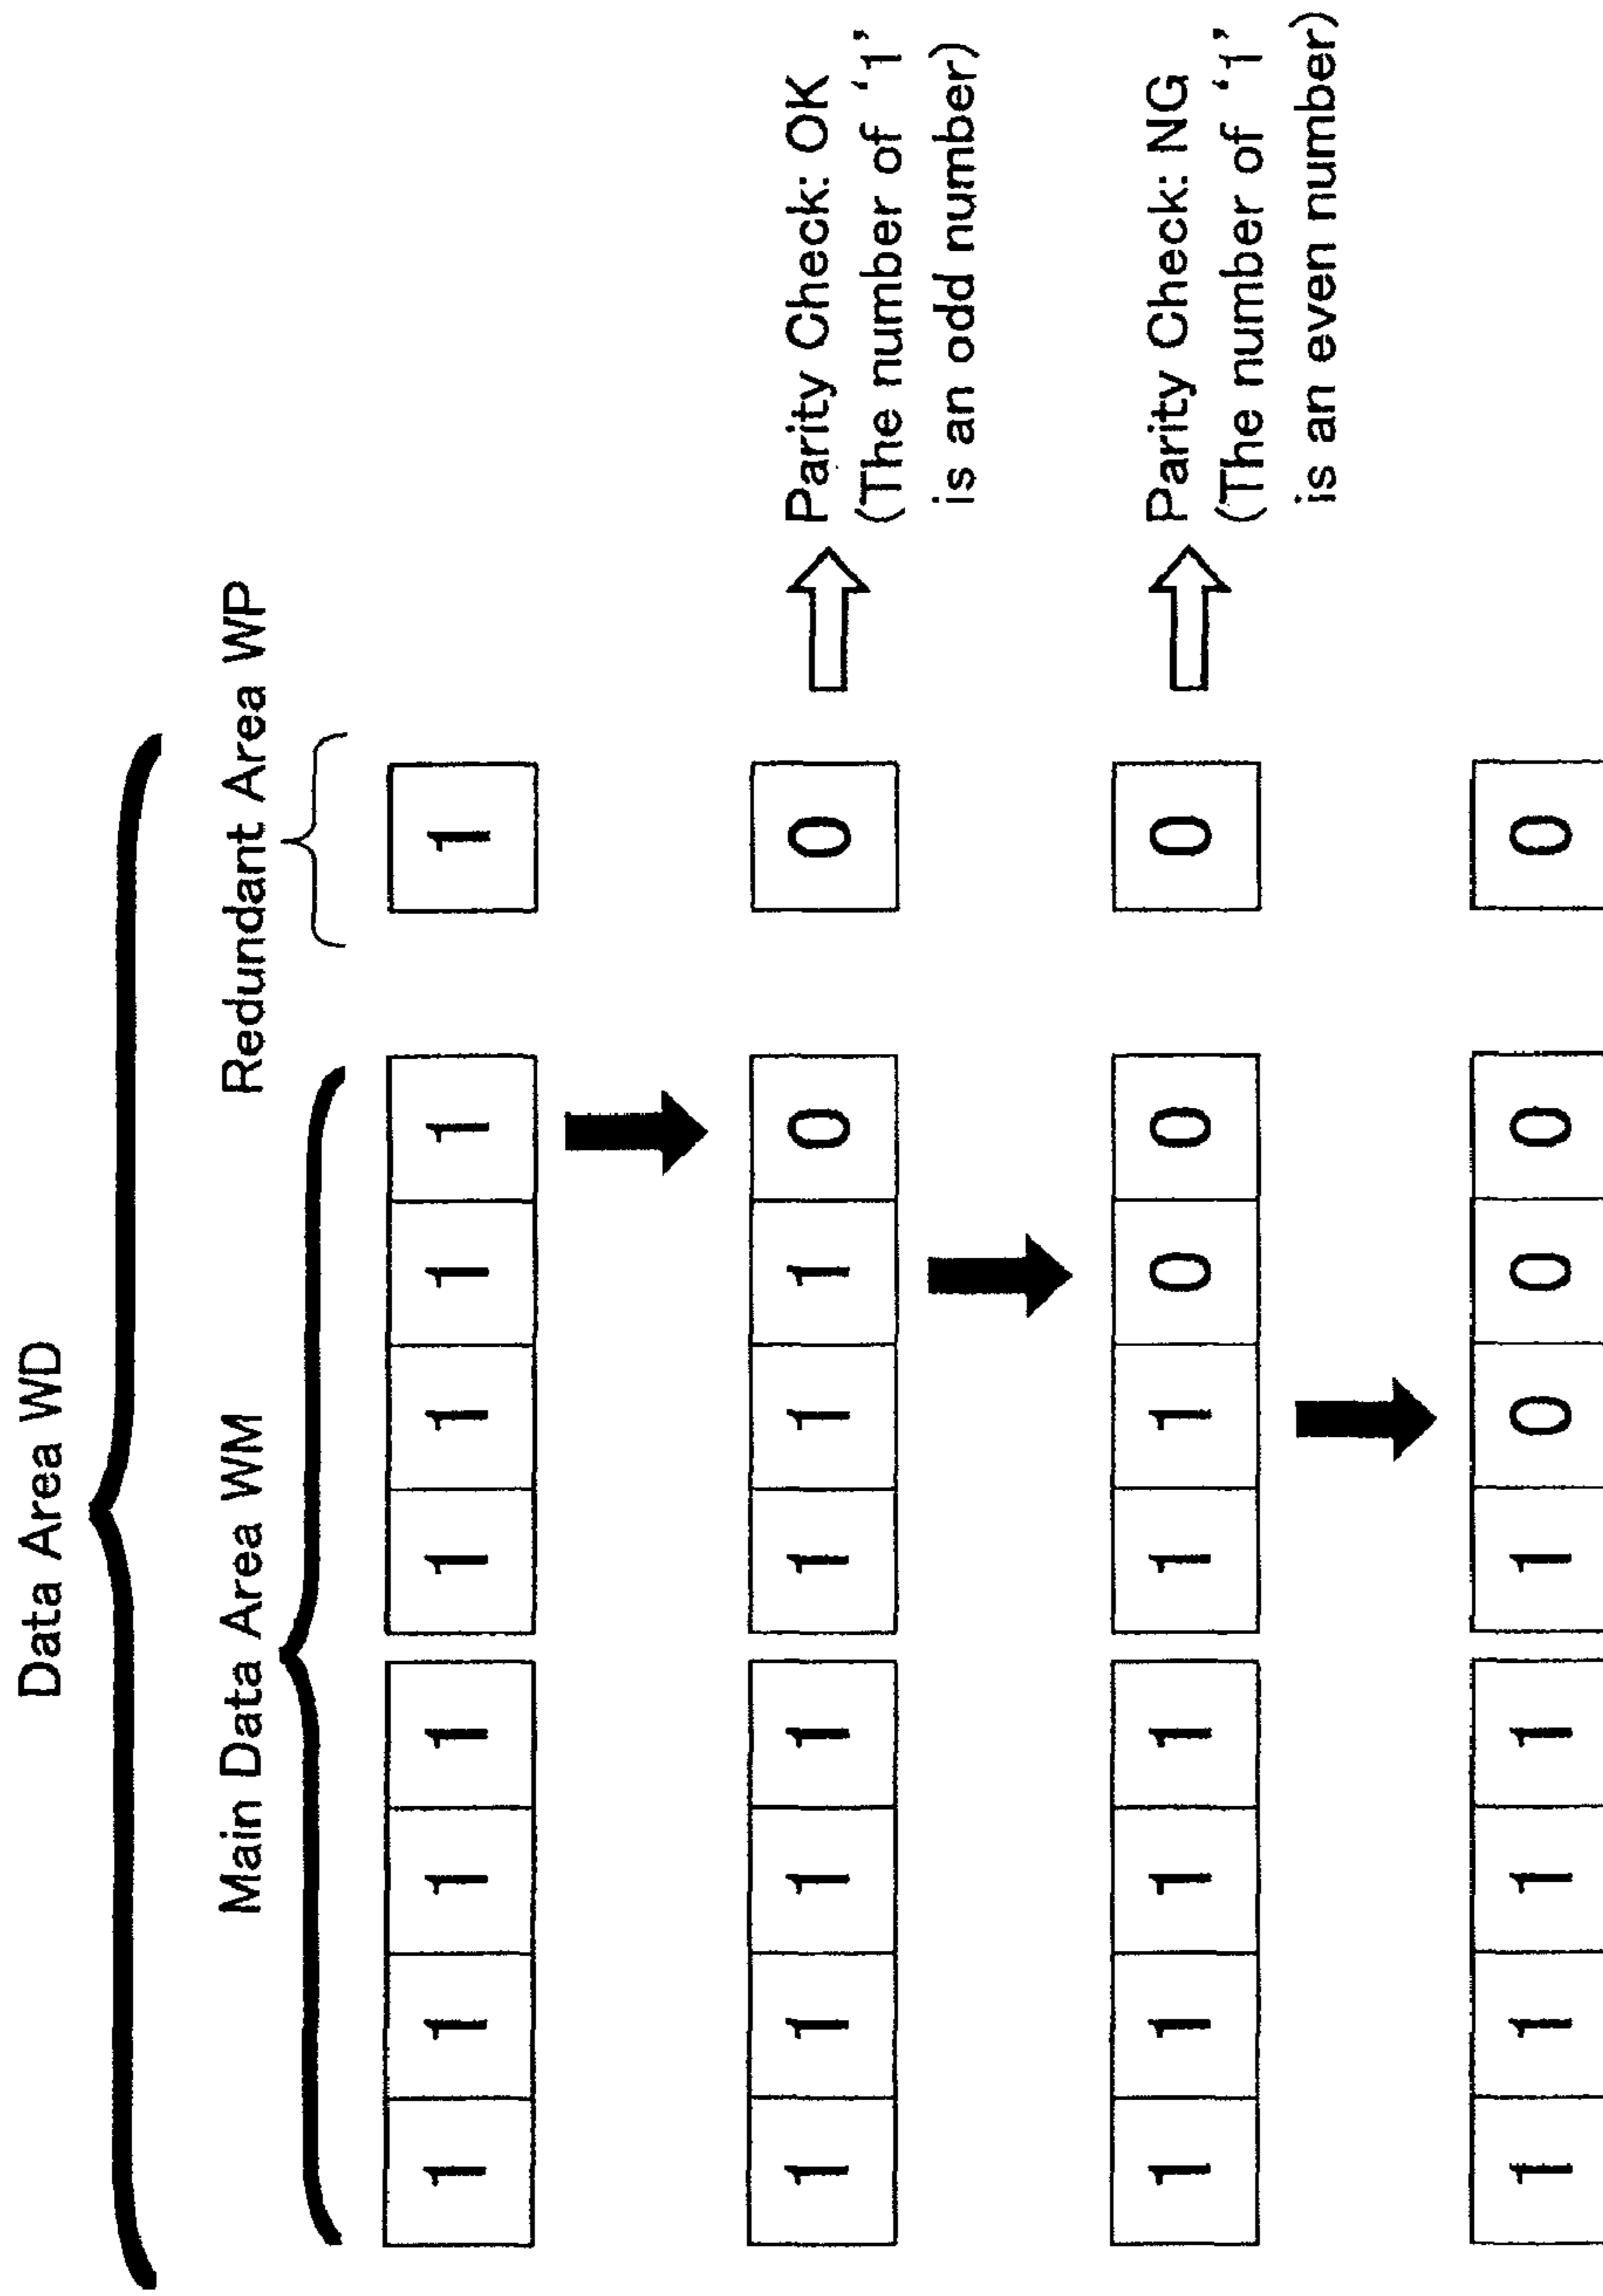 Data Area WD
Main Data Area WM
Redundant Area WP
1 1 1 1 1 1 1 1 1
1 1 1 1 1 1 1 0 0
Parity Check: OK
(The number of '1'
is an odd number)
1 1 1 1 1 1 0 0 0
Parity Check: NG
(The number of '1'
is an even number)
1 1 1 1 1 0 0 0 0